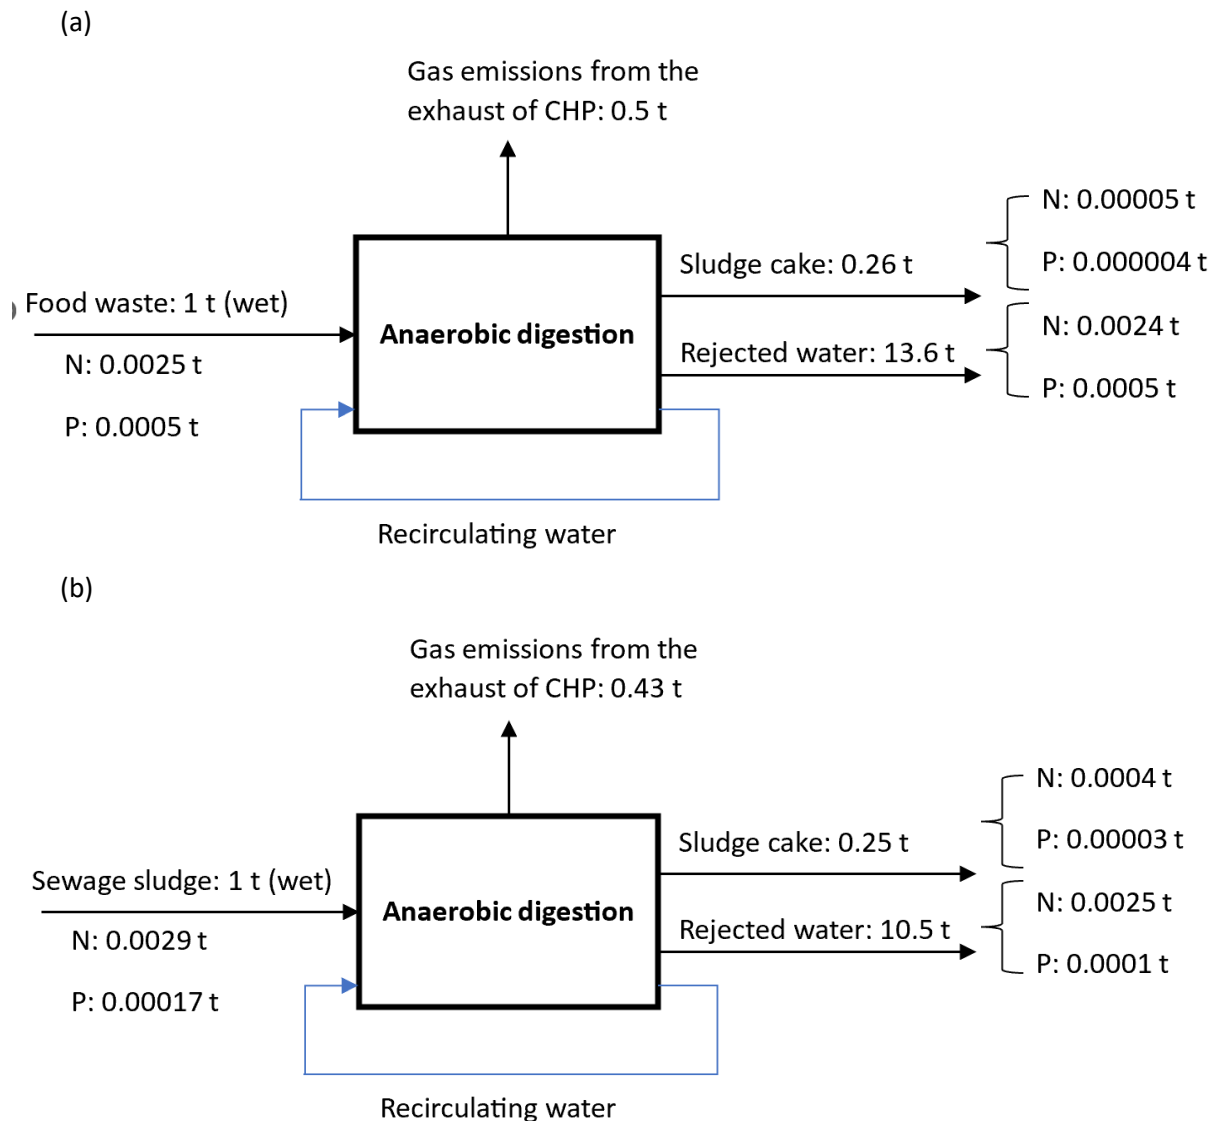 (a)
Gas emissions from the
exhaust of CHP: 0.5 t
N: 0.00005 t
Sludge cake: 0.26 t
P: 0.000004 t
Food waste: 1 t (wet)
Anaerobic digestion
N: 0.0024 t
Rejected water: 13.6 t
N: 0.0025 t
P: 0.0005 t
P: 0.0005 t
Recirculating water
(b)
Gas emissions from the
exhaust of CHP: 0.43 t
N: 0.0004 t
Sludge cake: 0.25 t
P: 0.00003 t
Sewage sludge: 1 t (wet)
Anaerobic digestion
N: 0.0025 t
Rejected water: 10.5 t
N: 0.0029 t
P: 0.0001 t
P: 0.00017 t
Recirculating water